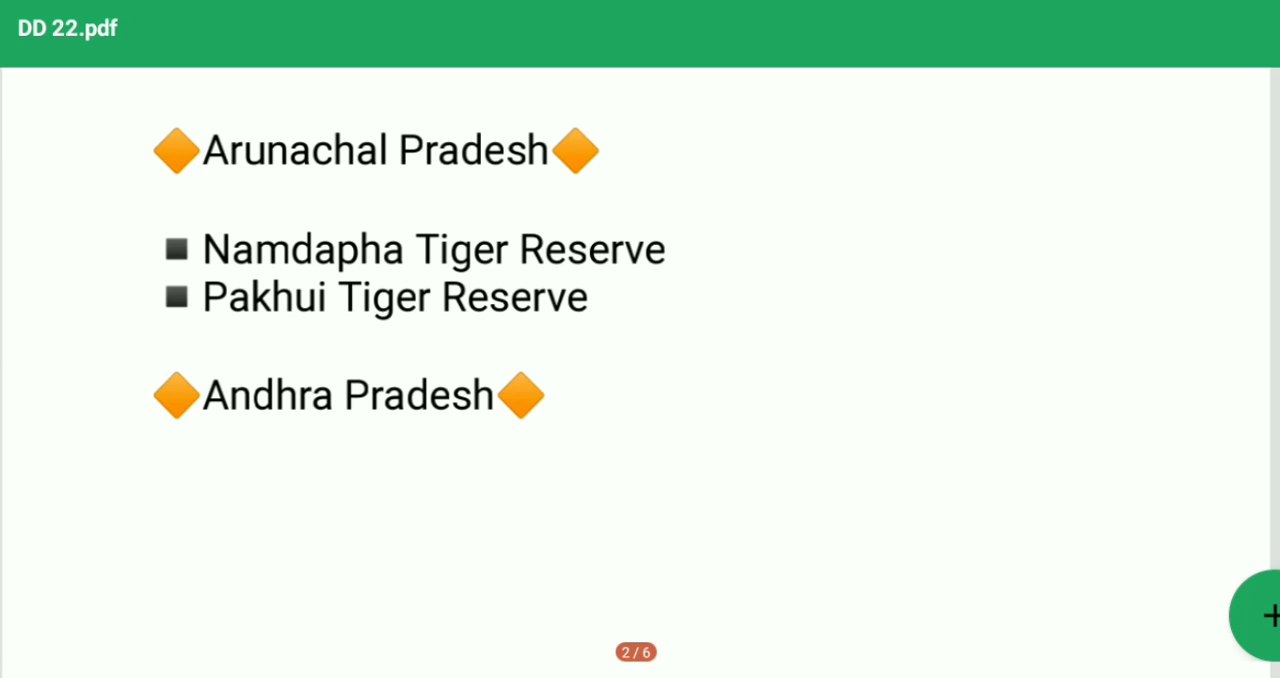 DD 22.pdf
🔶Arunachal Pradesh🔶
▪️Namdapha Tiger Reserve
▪️Pakhui Tiger Reserve
🔶Andhra Pradesh🔶
+
2 / 6